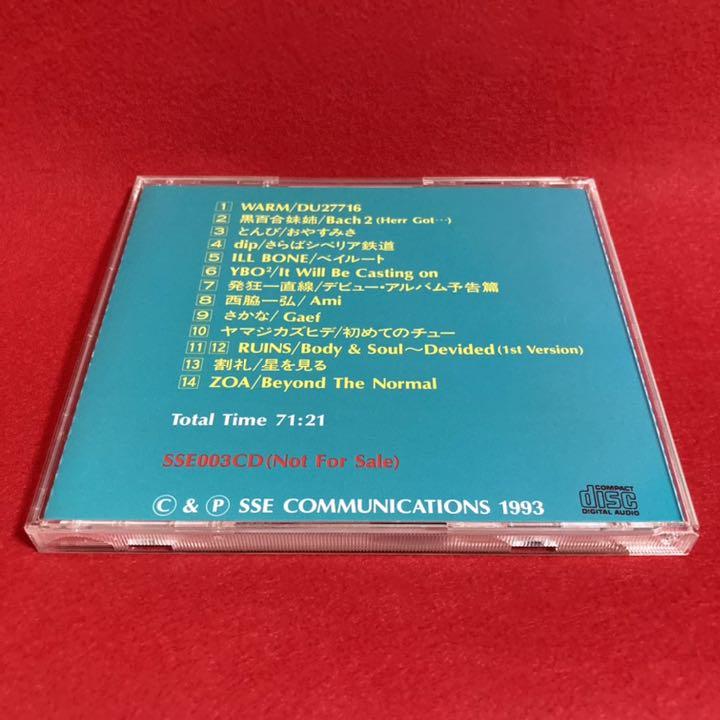 1 WARM/DU27716
2 黒百合姉妹/Bach 2 (Herr Got…)
3 とんび/おやすみさ
4 dip/さらばシベリア鉄道
5 ILL BONE/ベイルート
6 YBO²/It Will Be Casting on
7 発狂一直線/デビュー・アルバム予告篇
8 西脇一弘/Ami
9 さかな/Gaef
10 ヤマジカズヒデ/初めてのチュー
11 12 RUINS/Body & Soul〜Devided (1st Version)
13 割礼/星を見る
14 ZOA/Beyond The Normal
Total Time 71:21
SSE003CD (Not For Sale)
Ⓒ & Ⓟ SSE COMMUNICATIONS 1993
COMPACT
disc
DIGITAL AUDIO